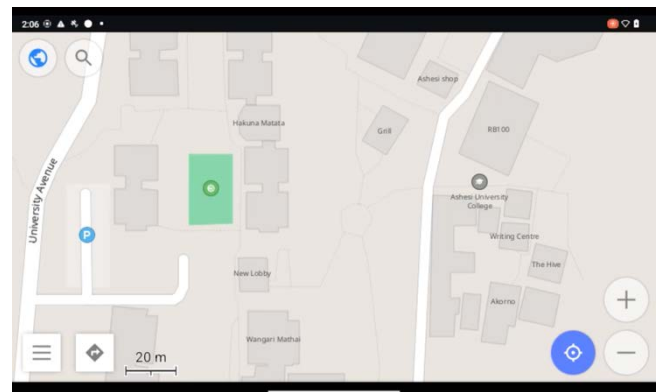 2:06
Ashesi shop
Hakuna Matata
Grill
RB100
University Avenue
Ashesi University
College
P
Writing Centre
The Hive
New Lobby
Akorno
Wangari Mathai
20 m